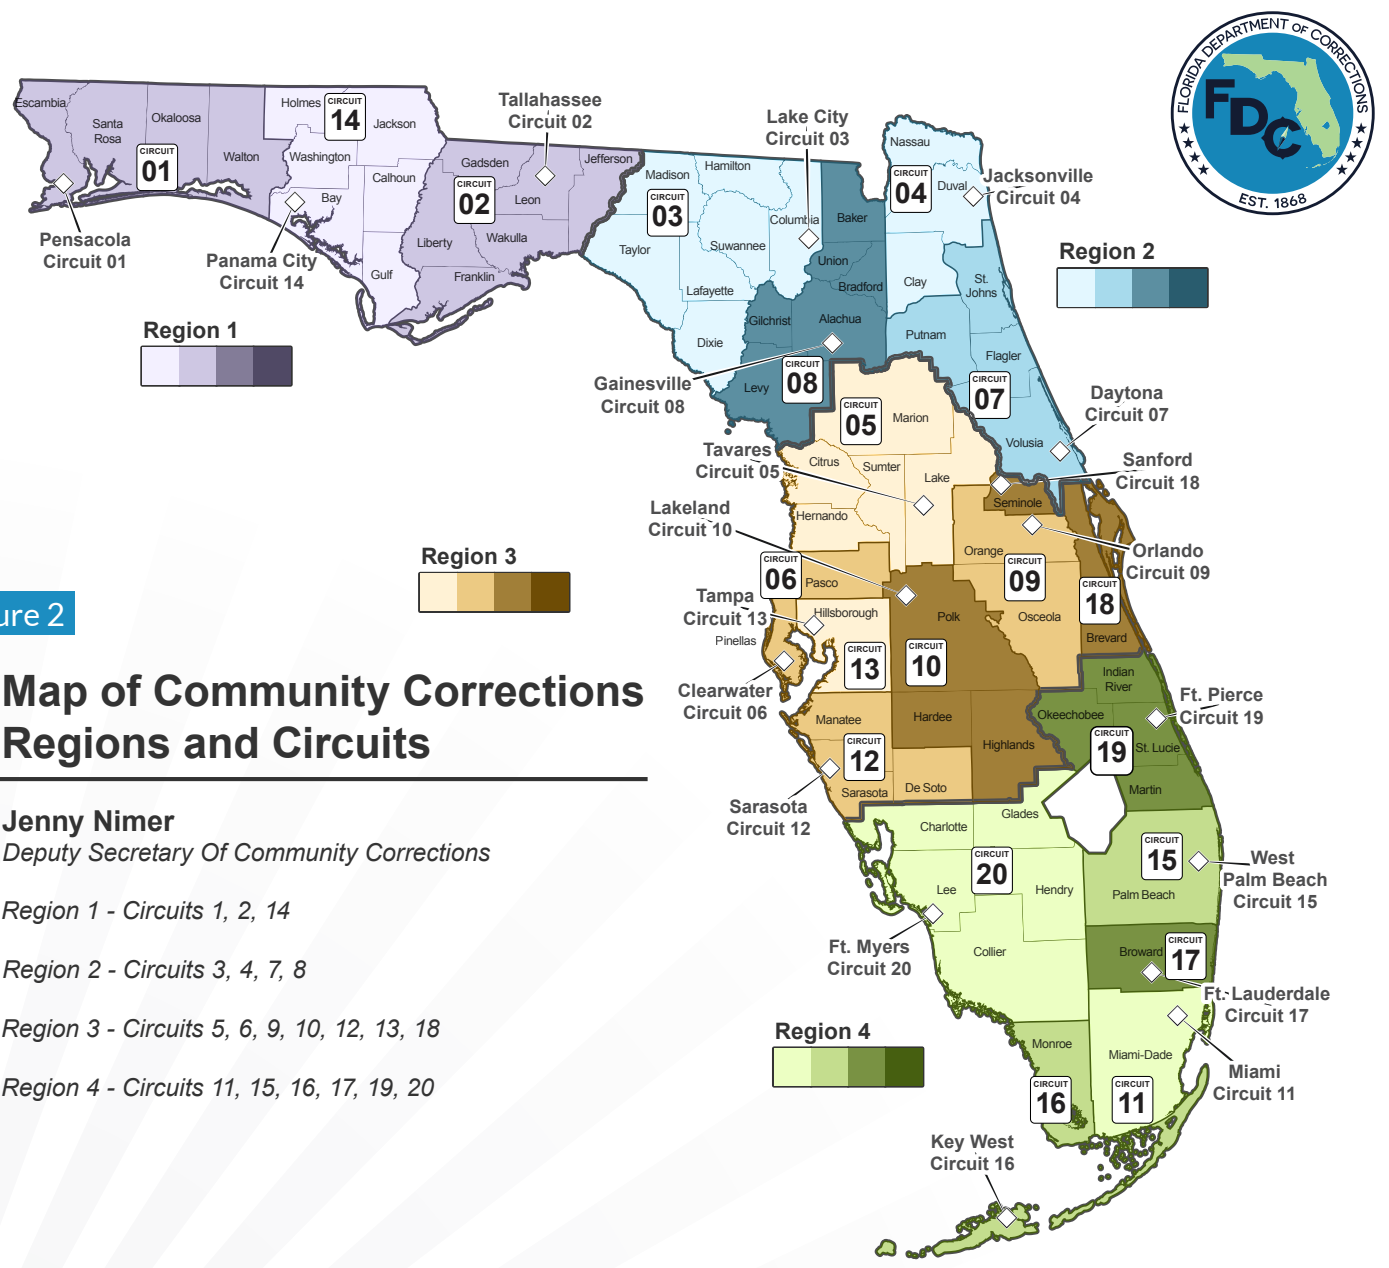 FLORIDA DEPARTMENT OF CORRECTIONS
FDC
EST. 1868
Escambia
Santa
Rosa
Okaloosa
Walton
CIRCUIT
01
Pensacola
Circuit 01
Holmes
CIRCUIT
14
Jackson
Washington
Calhoun
Bay
Gulf
Panama City
Circuit 14
Tallahassee
Circuit 02
Gadsden
Jefferson
CIRCUIT
02
Leon
Liberty
Wakulla
Franklin
Region 1
Lake City
Circuit 03
Hamilton
Madison
CIRCUIT
03
Columbia
Taylor
Suwannee
Lafayette
Dixie
Nassau
CIRCUIT
04
Duval
Jacksonville
Circuit 04
Clay
Baker
Union
Bradford
Gilchrist
Alachua
Levy
CIRCUIT
08
Gainesville
Circuit 08
Region 2
St.
Johns
Putnam
Flagler
CIRCUIT
07
Volusia
Daytona
Circuit 07
CIRCUIT
05
Marion
Citrus
Sumter
Lake
Hernando
Tavares
Circuit 05
Sanford
Circuit 18
Seminole
Lakeland
Circuit 10
Orange
Orlando
Circuit 09
CIRCUIT
09
Osceola
CIRCUIT
18
Brevard
CIRCUIT
06
Pasco
Tampa
Circuit 13
Hillsborough
Pinellas
CIRCUIT
13
Polk
CIRCUIT
10
Clearwater
Circuit 06
Manatee
Hardee
Highlands
CIRCUIT
12
Sarasota
De Soto
Sarasota
Circuit 12
Region 3
Indian
River
Okeechobee
Ft. Pierce
Circuit 19
CIRCUIT
19
St. Lucie
Martin
Charlotte
Glades
CIRCUIT
20
Lee
Hendry
Collier
Ft. Myers
Circuit 20
CIRCUIT
15
Palm Beach
West
Palm Beach
Circuit 15
Broward
CIRCUIT
17
Ft. Lauderdale
Circuit 17
Region 4
Monroe
Miami-Dade
CIRCUIT
16
CIRCUIT
11
Miami
Circuit 11
Key West
Circuit 16
ure 2
Map of Community Corrections
Regions and Circuits
Jenny Nimer
Deputy Secretary Of Community Corrections
Region 1 - Circuits 1, 2, 14
Region 2 - Circuits 3, 4, 7, 8
Region 3 - Circuits 5, 6, 9, 10, 12, 13, 18
Region 4 - Circuits 11, 15, 16, 17, 19, 20